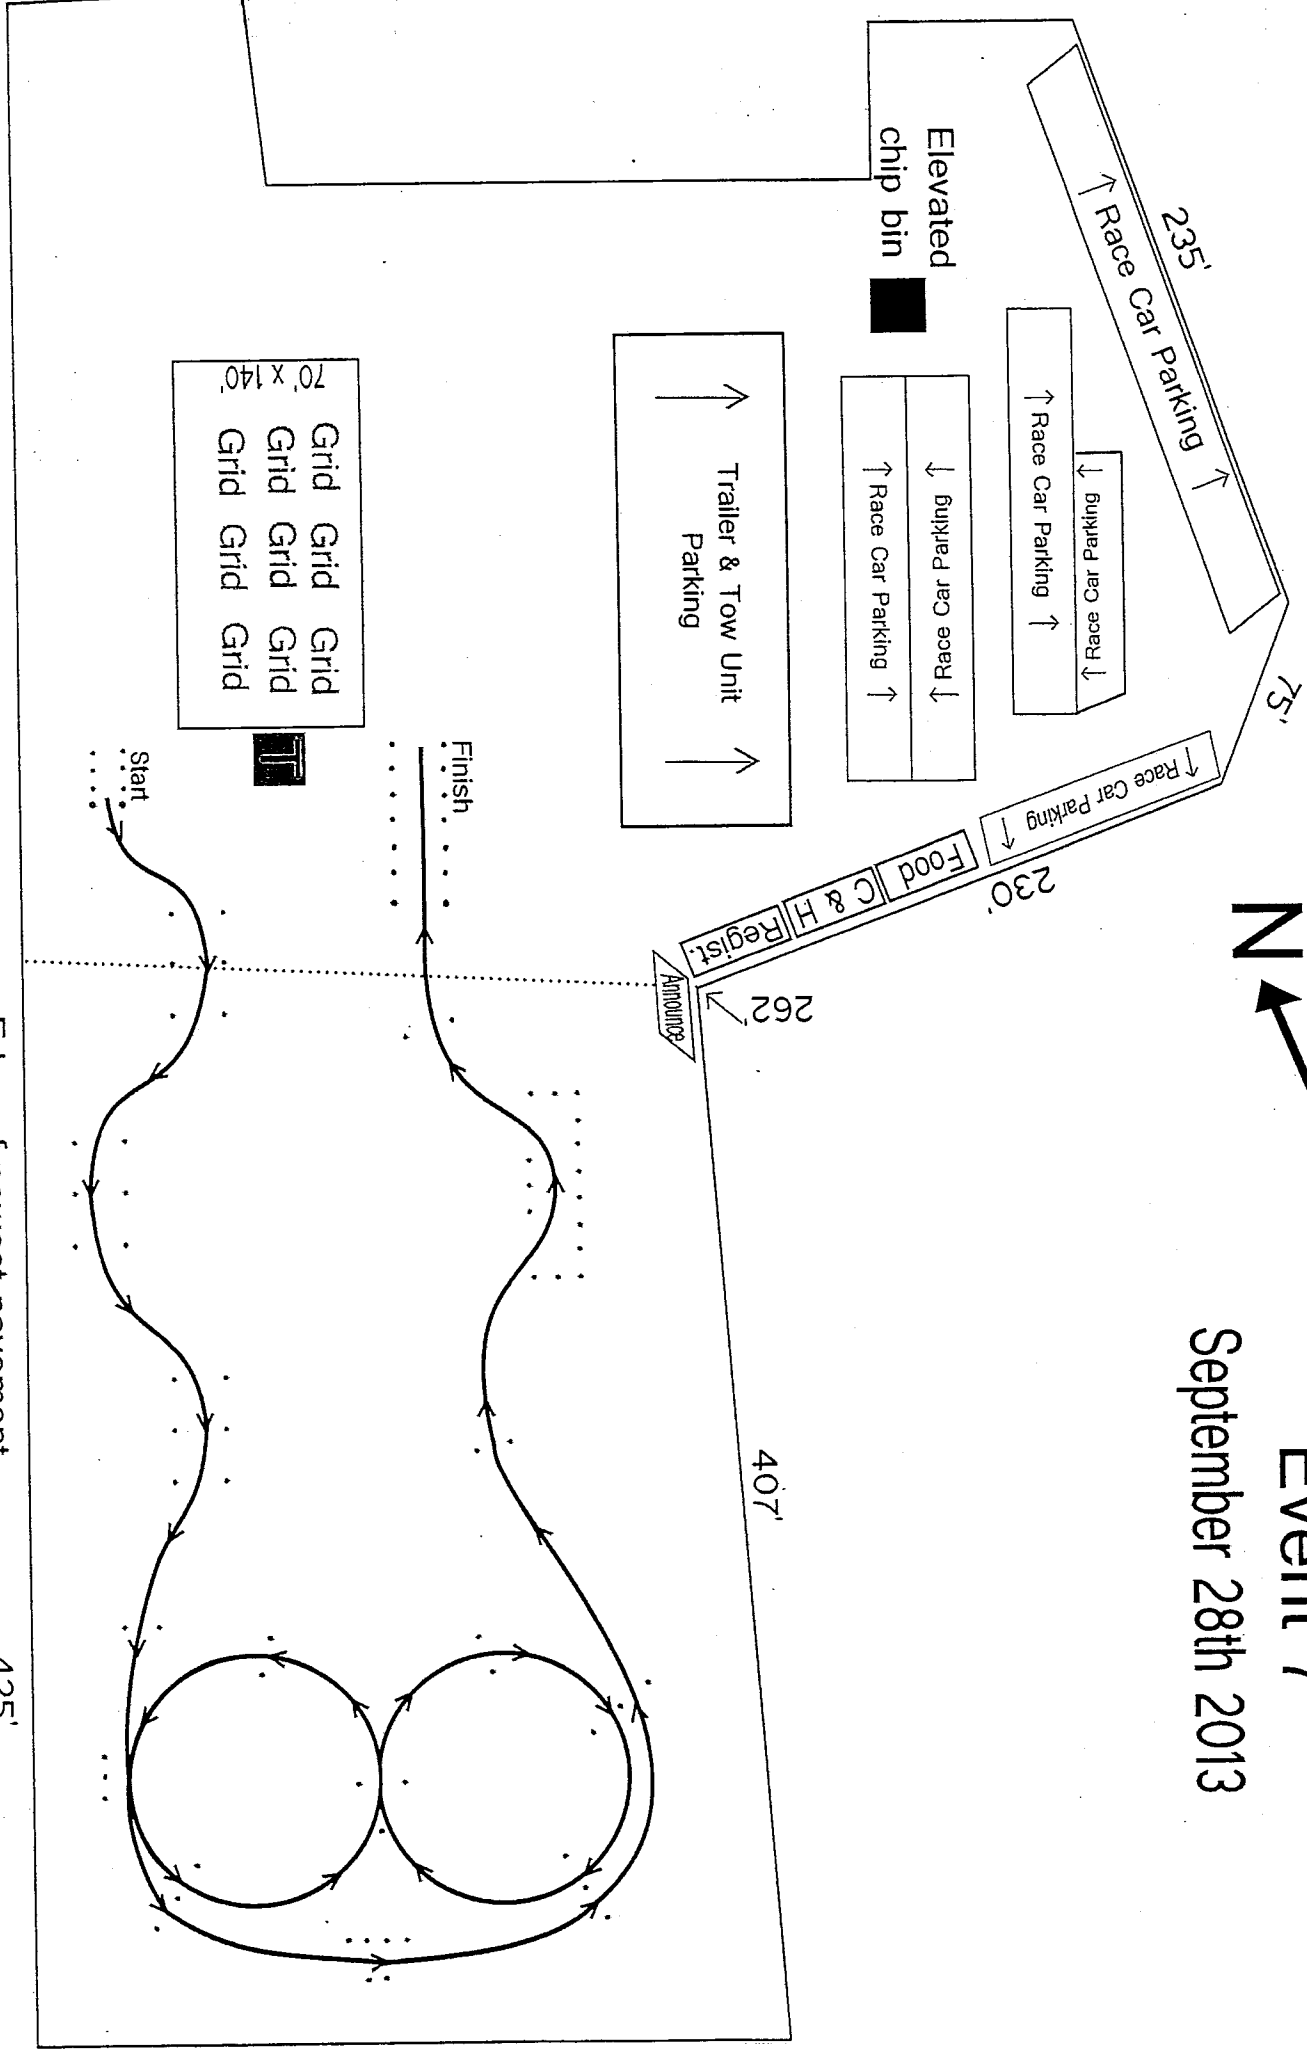 Event 7
September 28th 2013
N
235'
↑ Race Car Parking ↑
75'
↑ Race Car Parking ↑
↑ Race Car Parking ↑
↑ Race Car Parking ↑
↑ Race Car Parking ↑
↑ Race Car Parking ↑
230'
Elevated
chip bin
Trailer & Tow Unit
Parking
Food
C & H
Regist.
Announce
262'
407'
70' x 140'
Grid Grid Grid
Grid Grid Grid
Grid Grid Grid
Finish
Start
pavement
425'